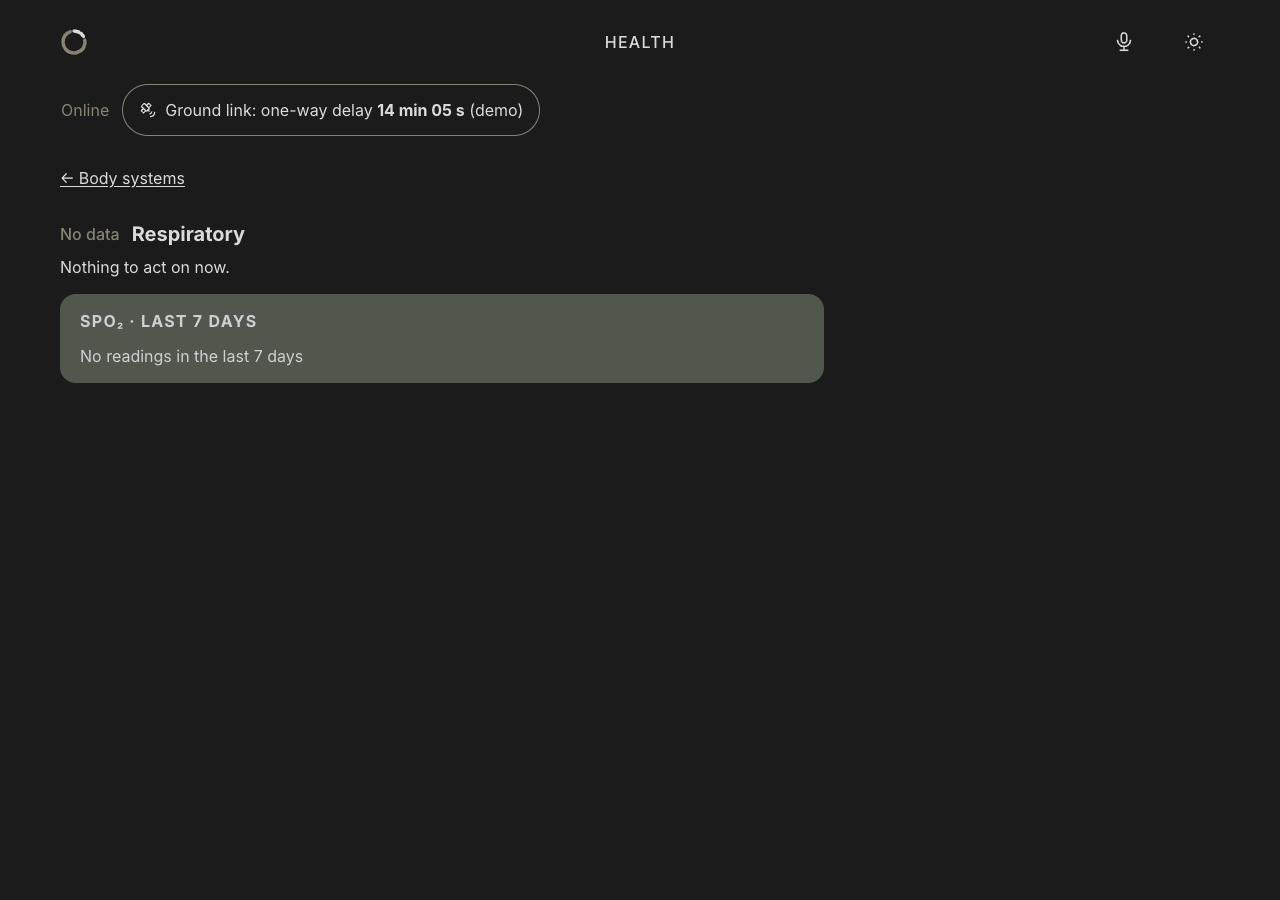 HEALTH
Online
Ground link: one-way delay 14 min 05 s (demo)
← Body systems
No data Respiratory
Nothing to act on now.
SPO₂ · LAST 7 DAYS
No readings in the last 7 days